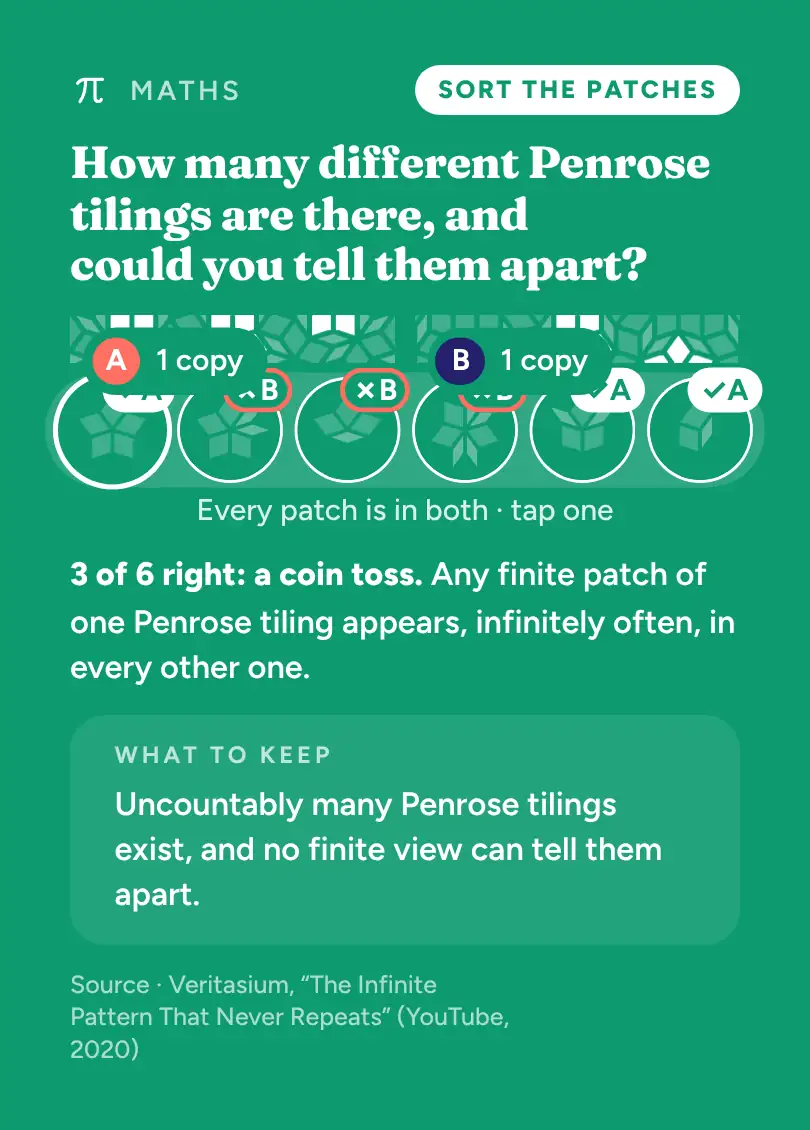 π MATHS
SORT THE PATCHES
How many different Penrose
tilings are there, and
could you tell them apart?
A 1 copy
B 1 copy
B
B
A
A
Every patch is in both · tap one
3 of 6 right: a coin toss. Any finite patch of
one Penrose tiling appears, infinitely often, in
every other one.
WHAT TO KEEP
Uncountably many Penrose tilings
exist, and no finite view can tell them
apart.
Source · Veritasium, “The Infinite
Pattern That Never Repeats” (YouTube,
2020)